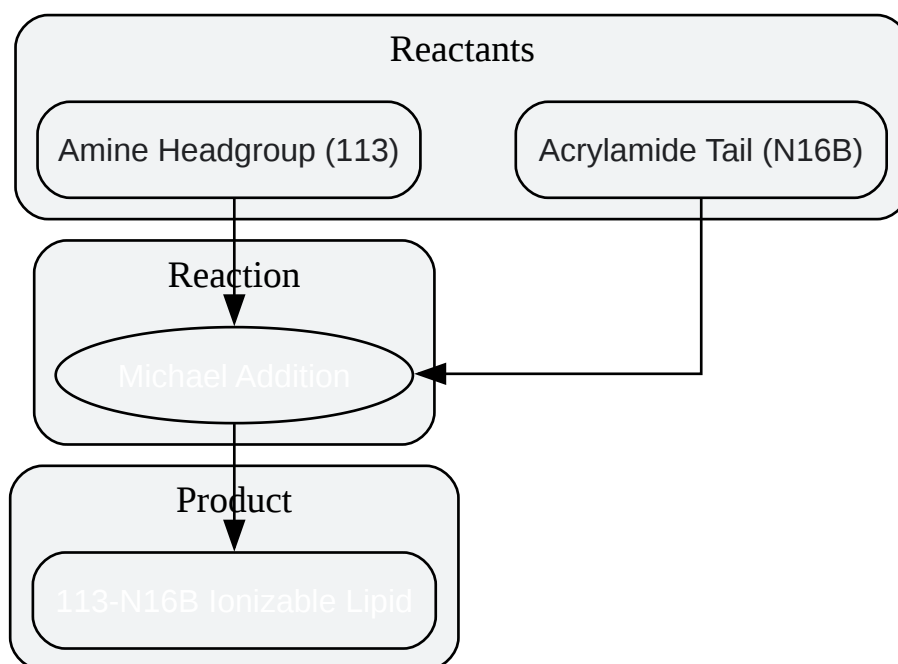 Reactants
Amine Headgroup (113)
Acrylamide Tail (N16B)
Reaction
Michael Addition
Product
113-N16B Ionizable Lipid